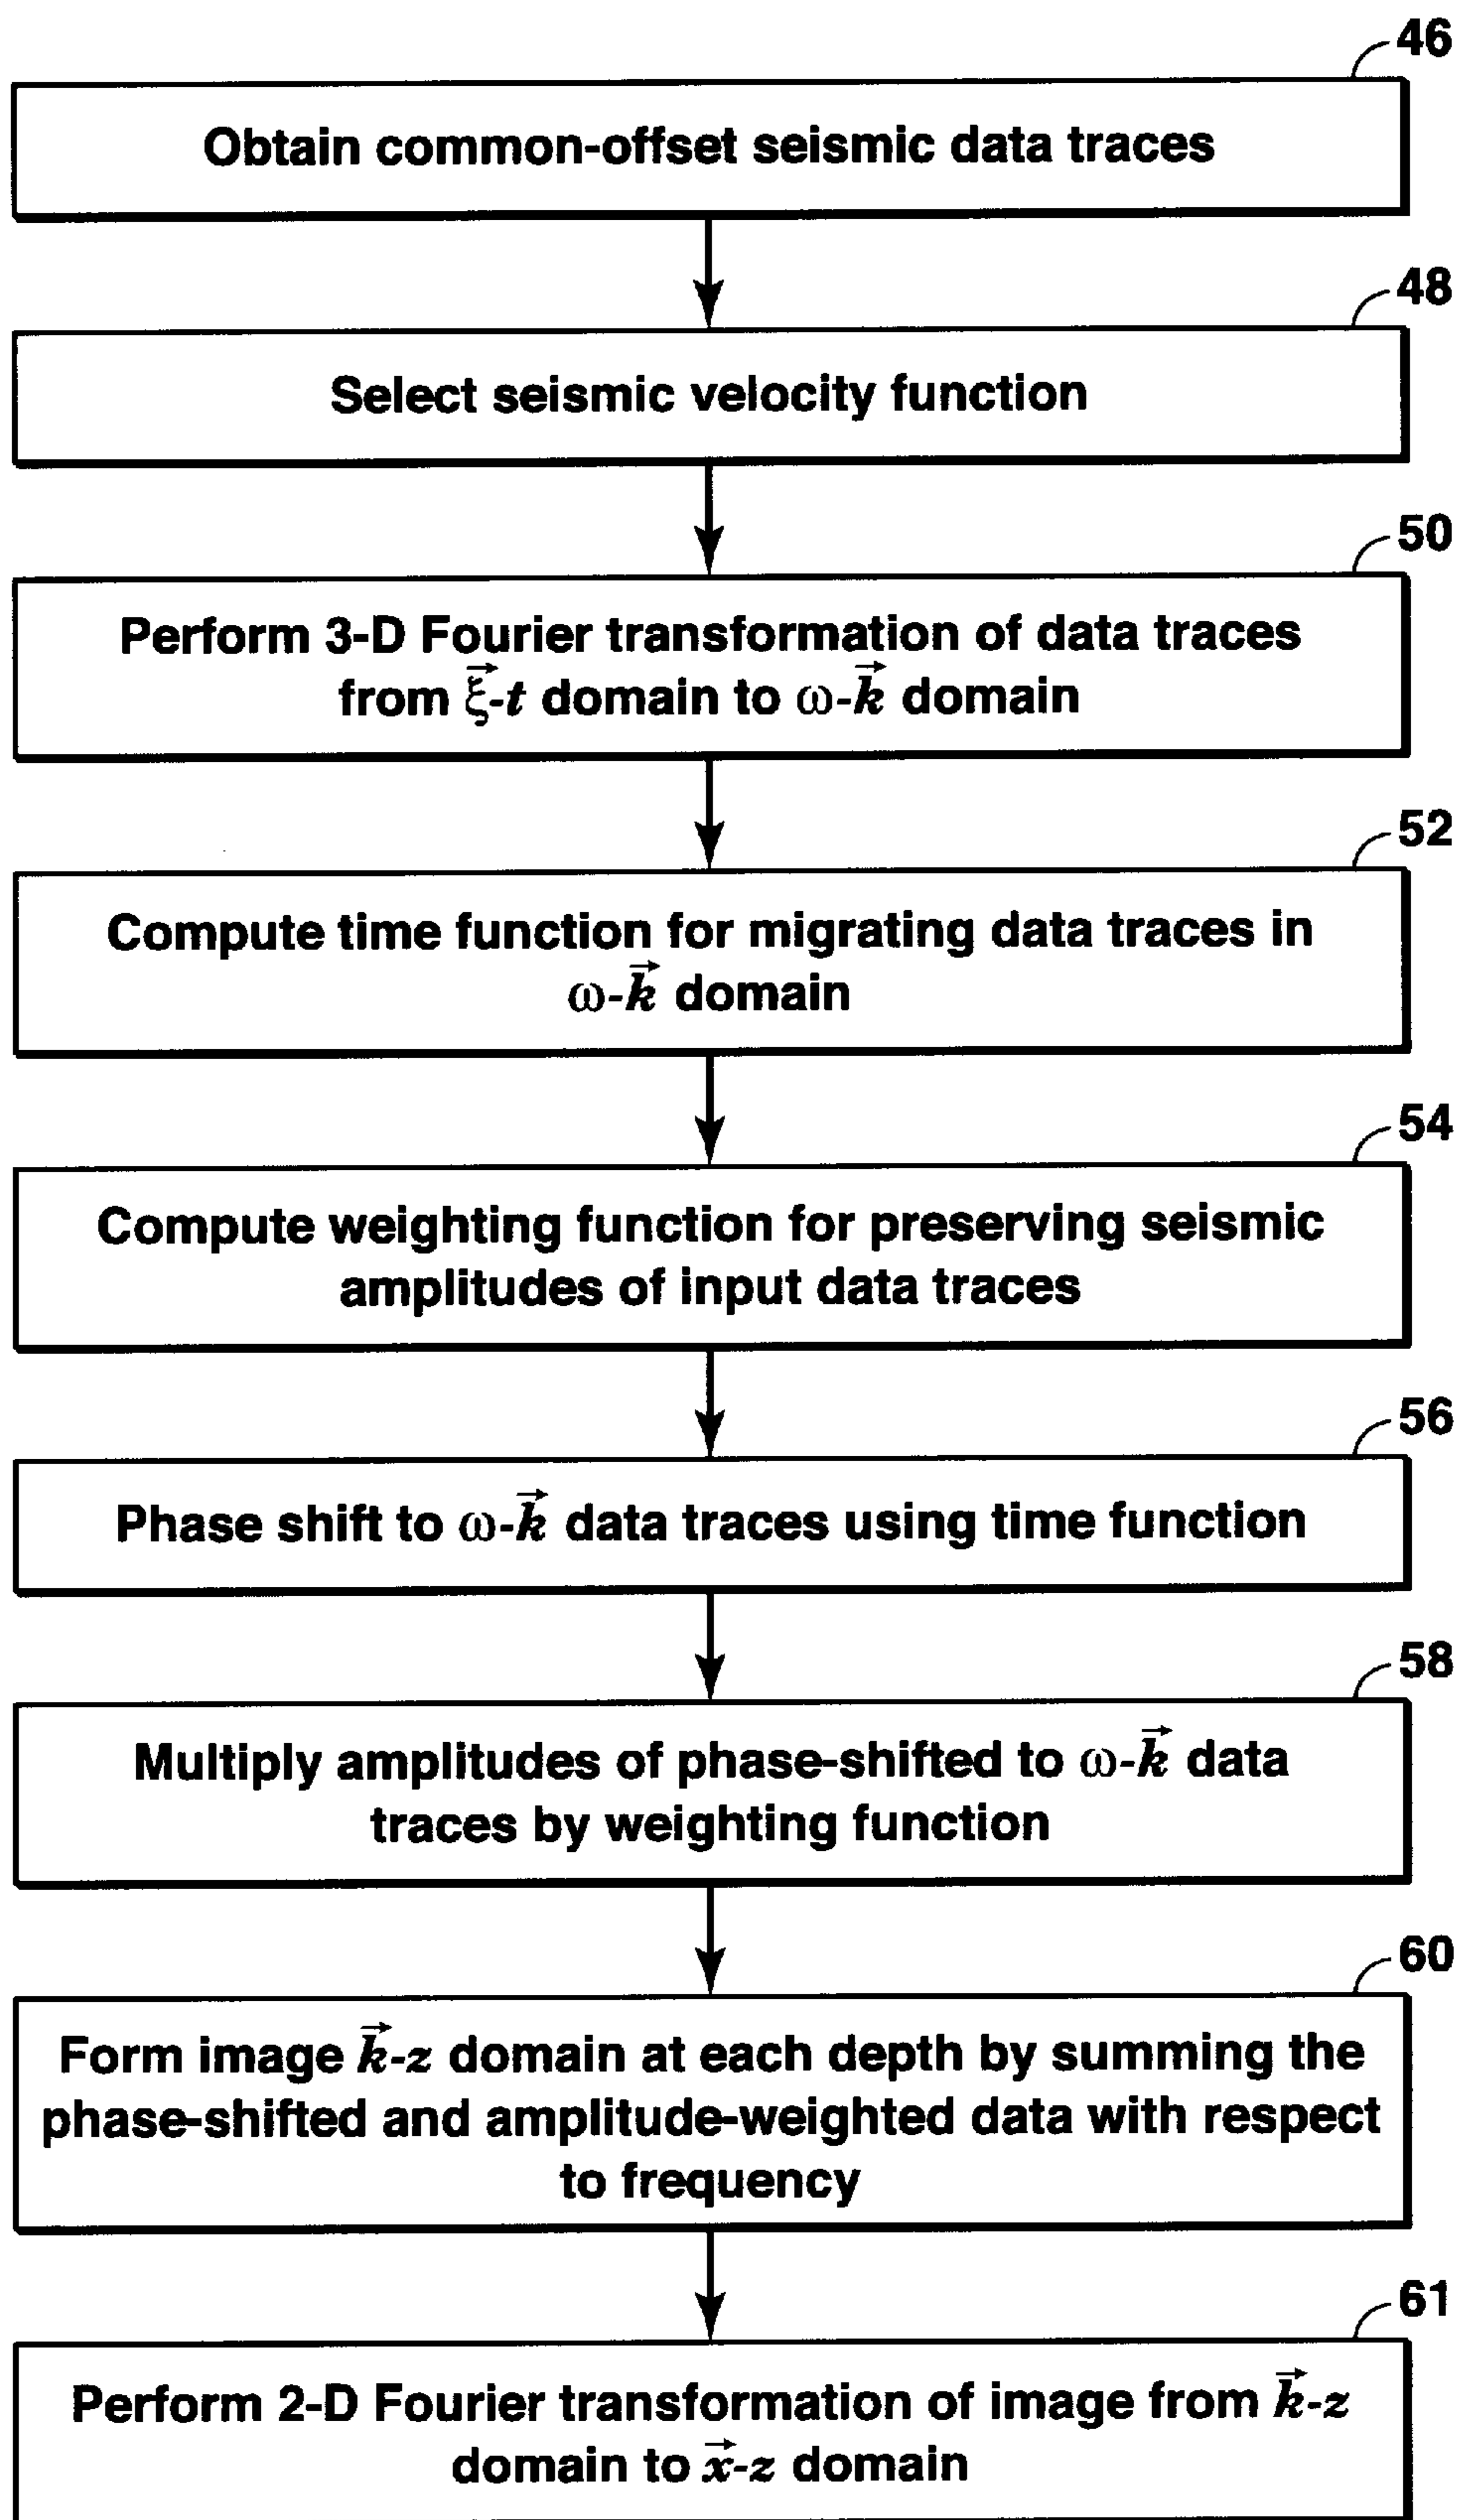 46
Obtain common-offset seismic data traces
48
Select seismic velocity function
50
Perform 3-D Fourier transformation of data traces
from ξ⃗-t domain to ω-k⃗ domain
52
Compute time function for migrating data traces in
ω-k⃗ domain
54
Compute weighting function for preserving seismic
amplitudes of input data traces
56
Phase shift to ω-k⃗ data traces using time function
58
Multiply amplitudes of phase-shifted to ω-k⃗ data
traces by weighting function
60
Form image k⃗-z domain at each depth by summing the
phase-shifted and amplitude-weighted data with respect
to frequency
61
Perform 2-D Fourier transformation of image from k⃗-z
domain to x⃗-z domain